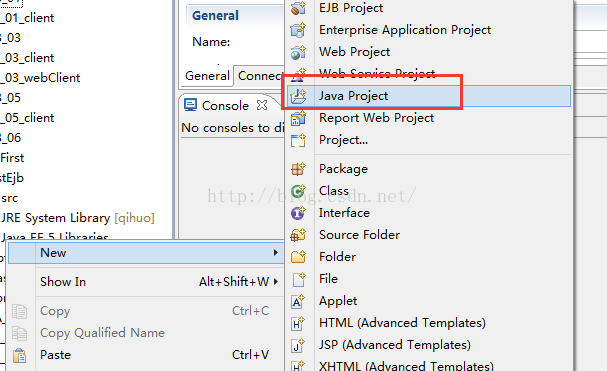 _01
_01_client
_03
_03_client
_03_webClient
_05
_05_client
_06
First
stEjb
src
JRE System Library [qihuo]
Java EE 5 Libraries
General
Name:
General
Connec
Console
No consoles to di
http://blog.csdn.net/
New
Show In Alt+Shift+W
Copy Ctrl+C
Copy Qualified Name
Paste Ctrl+V
EJB Project
Enterprise Application Project
Web Project
Web Service Project
Java Project
Report Web Project
Project...
Package
Class
Interface
Source Folder
Folder
File
Applet
HTML (Advanced Templates)
JSP (Advanced Templates)
XHTML (Advanced Templates)